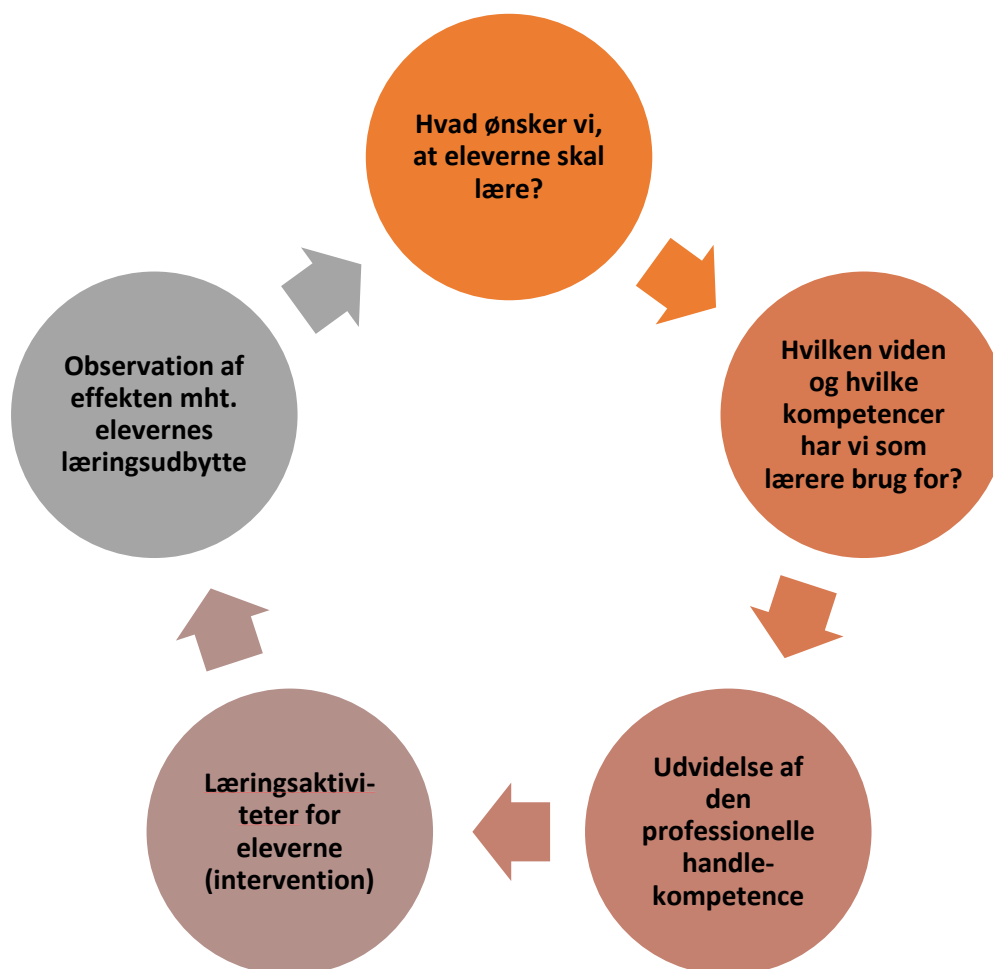 Hvad ønsker vi,
at eleverne skal
lære?
Hvilken viden
og hvilke
kompetencer
har vi som
lærere brug for?
Udvidelse af
den
professionelle
handle-
kompetence
Læringsaktivi-
teter for
eleverne
(intervention)
Observation af
effekten mht.
elevernes
læringsudbytte